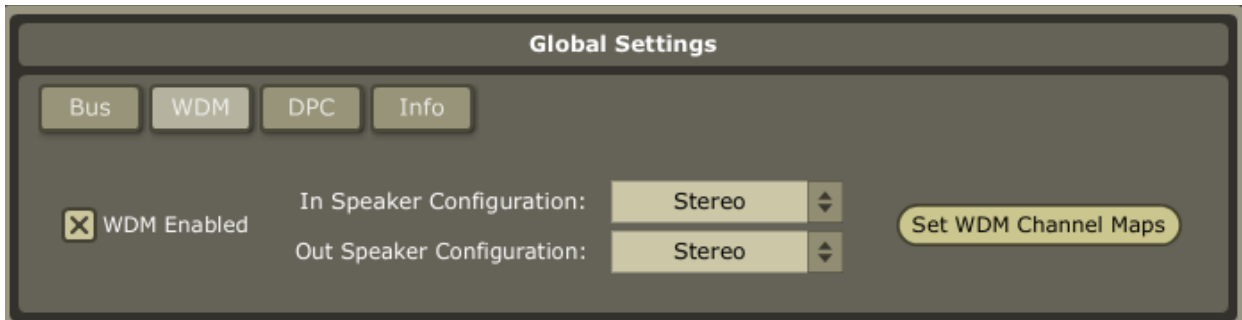 Global Settings
Bus WDM DPC Info
In Speaker Configuration: Stereo
WDM Enabled Set WDM Channel Maps
Out Speaker Configuration: Stereo